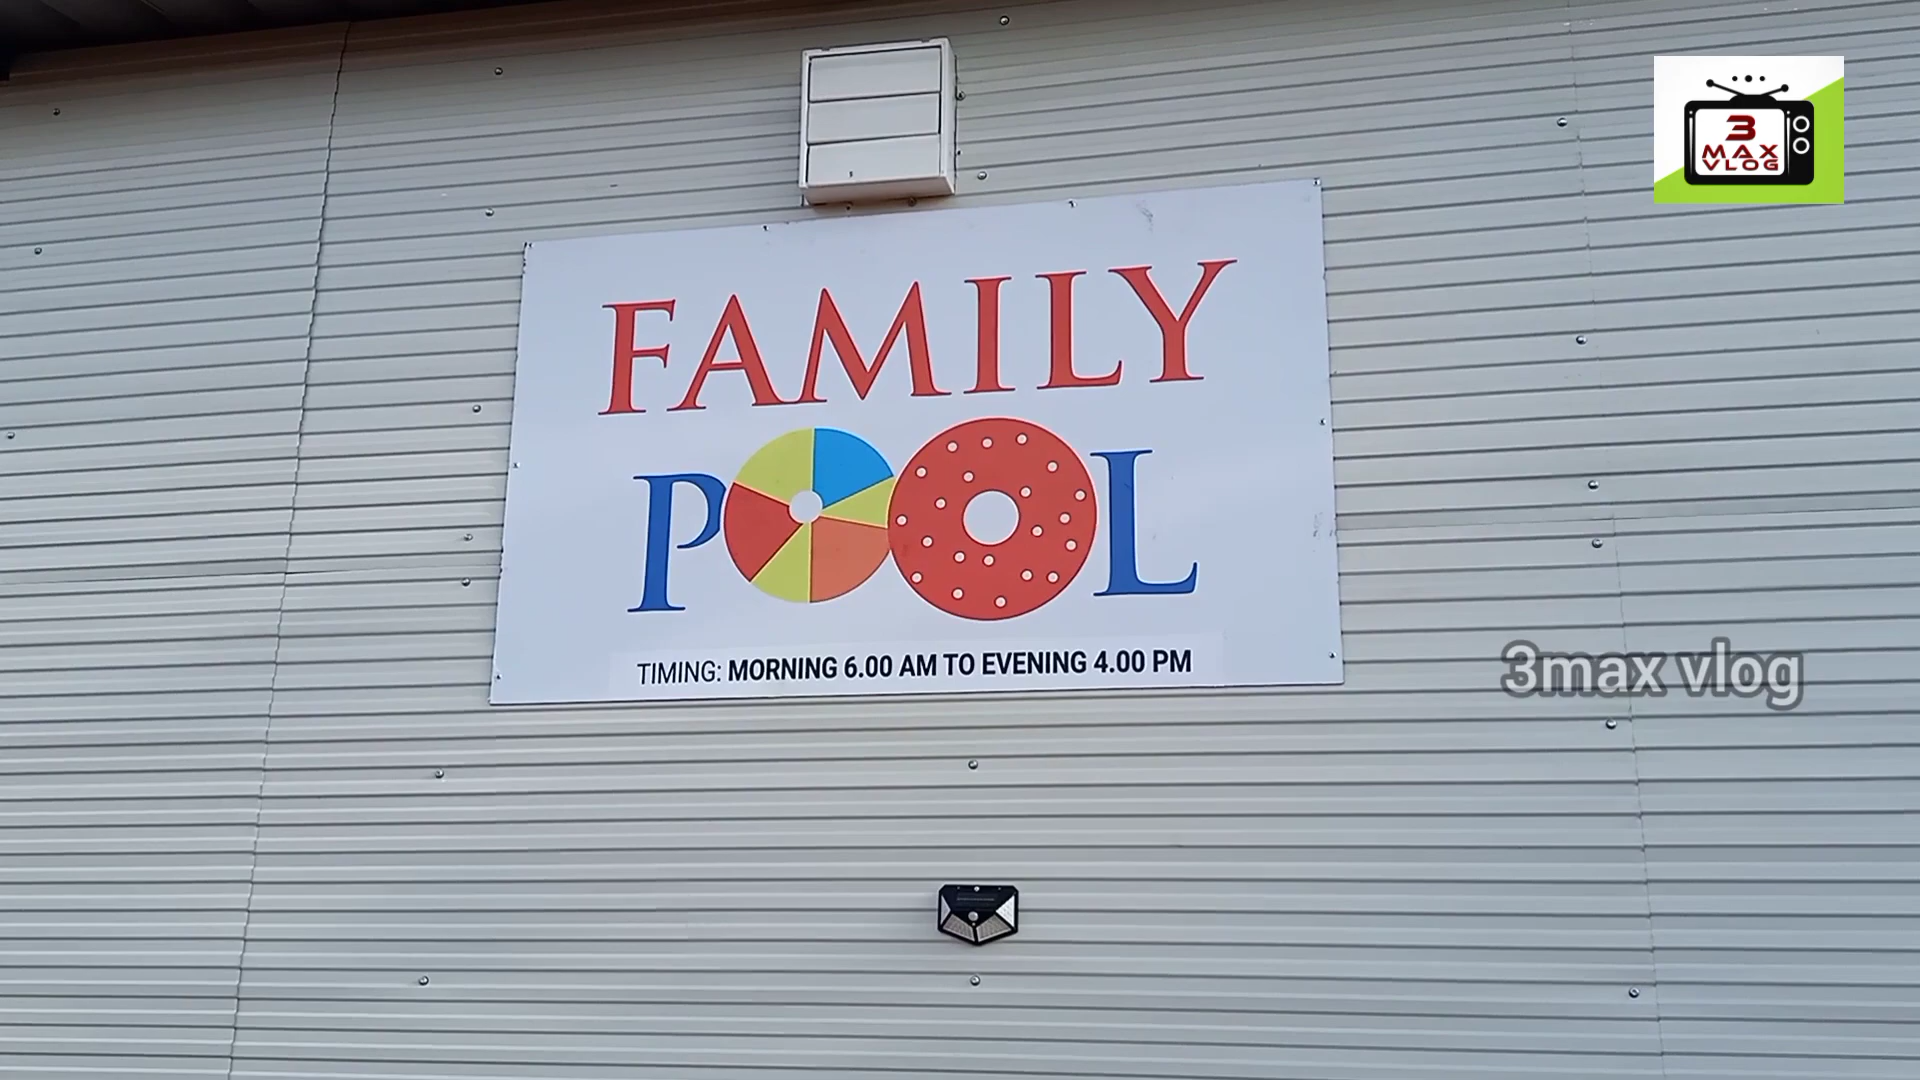 3
MAX
VLOG
FAMILY
POOL
TIMING: MORNING 6.00 AM TO EVENING 4.00 PM
3max vlog